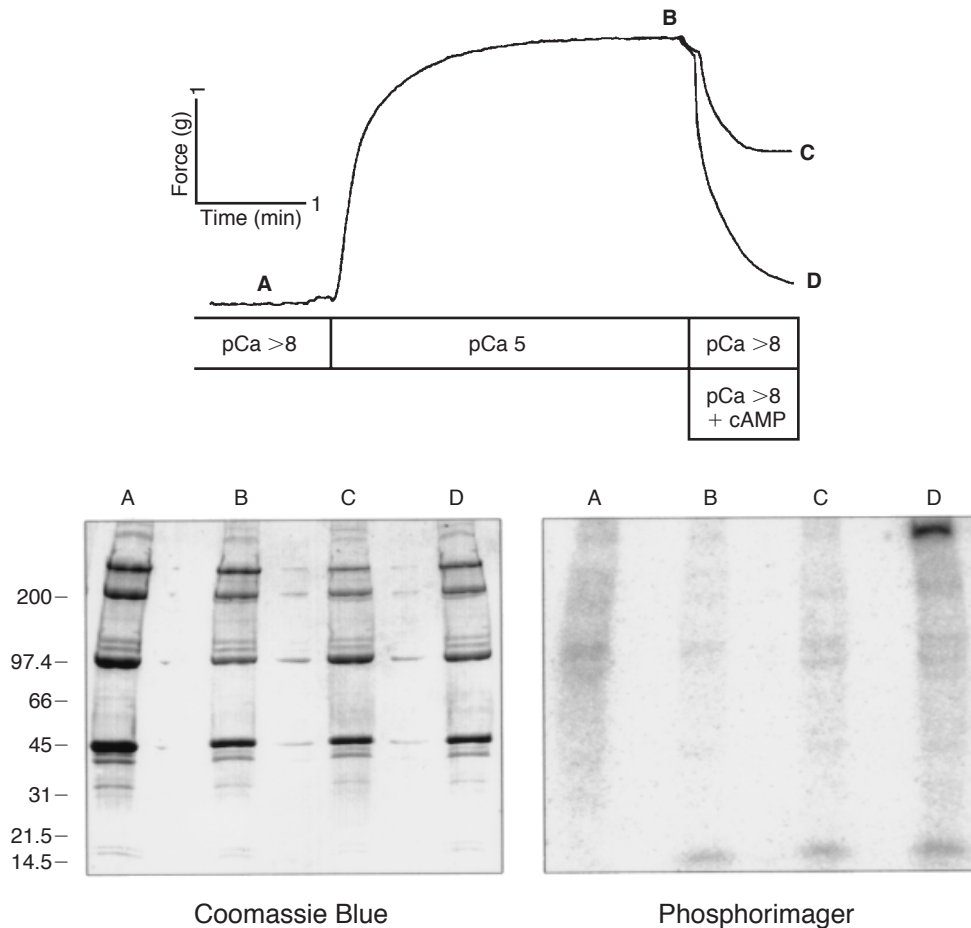 B
1
Force (g)
C
1
Time (min)
A
D
pCa >8
pCa 5
pCa >8
pCa >8
+ cAMP
A B C D
A B C D
200
97.4
66
45
31
21.5
14.5
Coomassie Blue
Phosphorimager